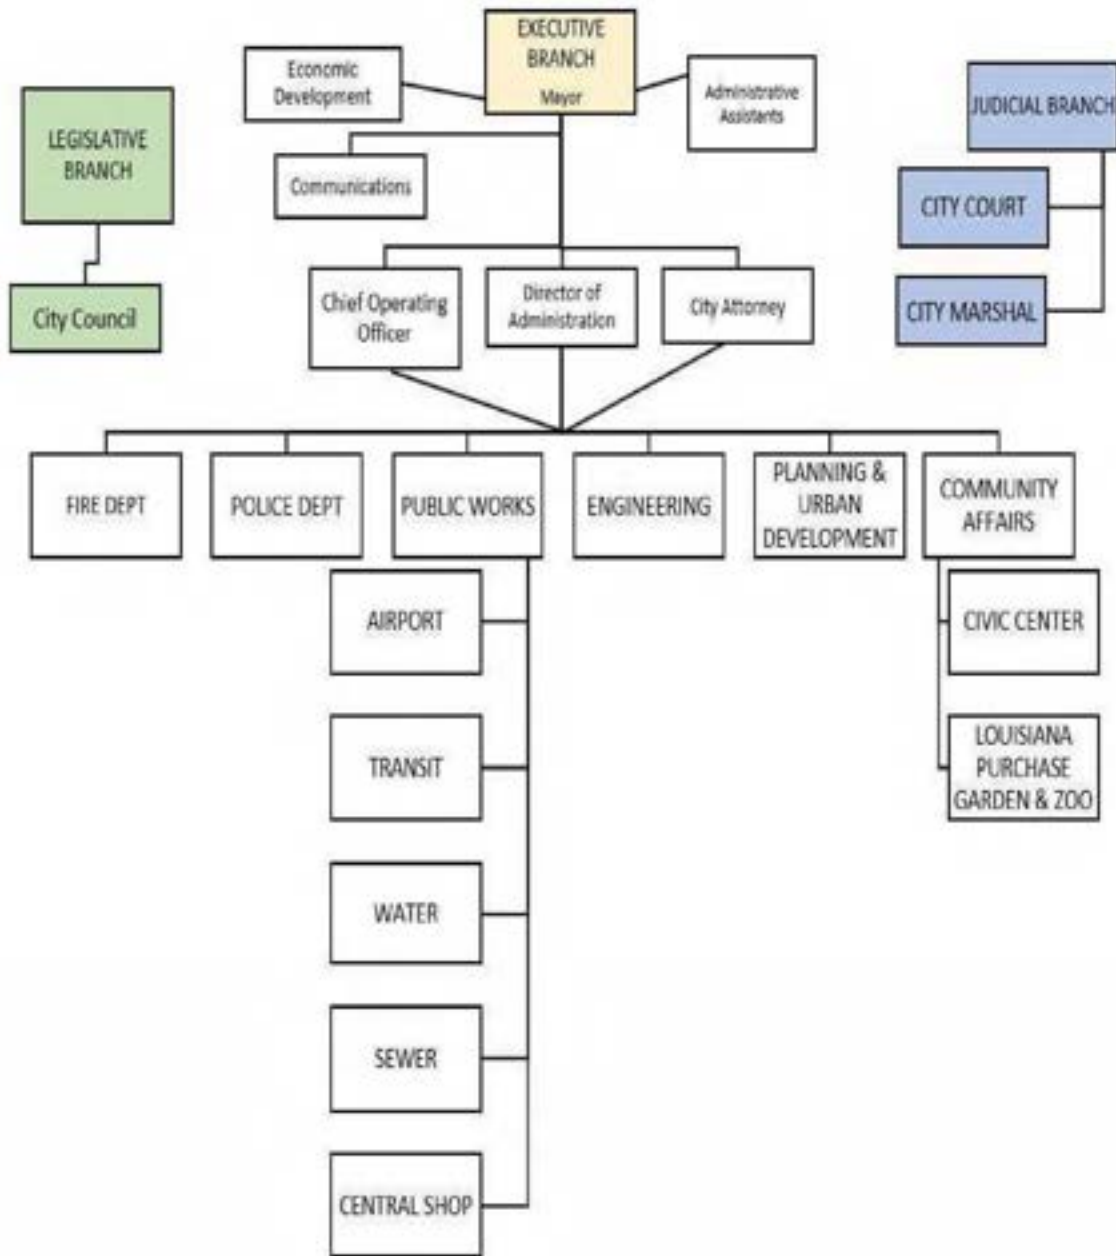 EXECUTIVE
BRANCH
Mayor
Economic
Development
Administrative
Assistants
Communications
LEGISLATIVE
BRANCH
City Council
JUDICIAL BRANCH
CITY COURT
CITY MARSHAL
Chief Operating
Officer
Director of
Administration
City Attorney
FIRE DEPT
POLICE DEPT
PUBLIC WORKS
ENGINEERING
PLANNING &
URBAN
DEVELOPMENT
COMMUNITY
AFFAIRS
AIRPORT
TRANSIT
WATER
SEWER
CENTRAL SHOP
CIVIC CENTER
LOUISIANA
PURCHASE
GARDEN & ZOO